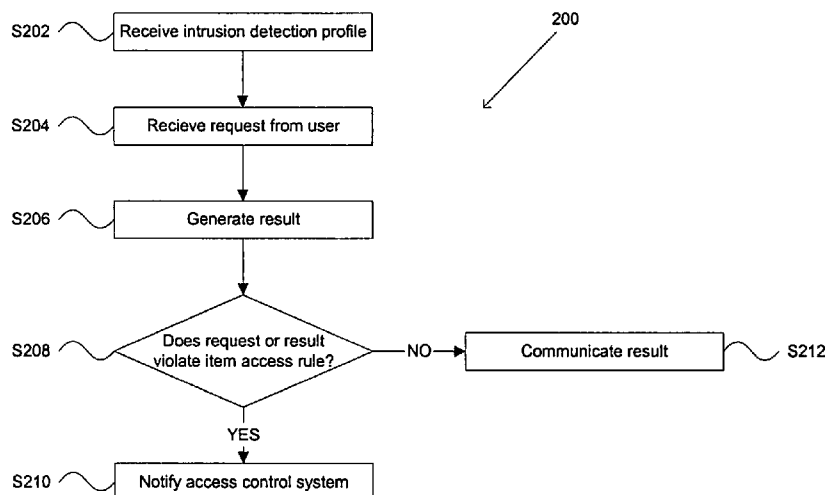 S202
Receive intrusion detection profile
200
S204
Recieve request from user
S206
Generate result
S208
Does request or result
violate item access rule?
NO
Communicate result
S212
YES
S210
Notify access control system